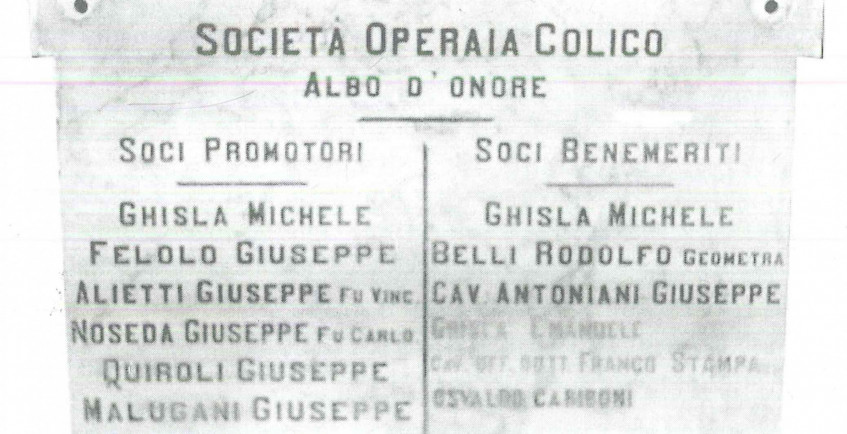 SOCIETÀ OPERAIA COLICO
ALBO D'ONORE
SOCI PROMOTORI
GHISLA MICHELE
FELOLO GIUSEPPE
ALIETTI GIUSEPPE FU VINC.
NOSEDA GIUSEPPE FU CARLO
QUIROLI GIUSEPPE
MALUGANI GIUSEPPE
SOCI BENEMERITI
GHISLA MICHELE
BELLI RODOLFO GEOMETRA
CAV. ANTONIANI GIUSEPPE
GHISLA EMANUELE
CAV. UFF. DOTT. FRANCO STAMPA
OSVALDO CARIBONI